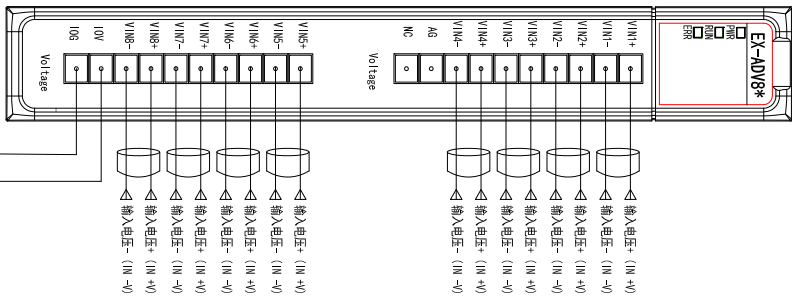 EX-ADV8*
PWR
RUN
ERR
VIN1+
VIN1-
VIN2+
VIN2-
VIN3+
VIN3-
VIN4+
VIN4-
AG
NC
Voltage
VIN5+
VIN5-
VIN6+
VIN6-
VIN7+
VIN7-
VIN8+
VIN8-
IOV
IOG
Voltage
输入电压+ (IN +V)
输入电压- (IN -V)
输入电压+ (IN +V)
输入电压- (IN -V)
输入电压+ (IN +V)
输入电压- (IN -V)
输入电压+ (IN +V)
输入电压- (IN -V)
输入电压+ (IN +V)
输入电压- (IN -V)
输入电压+ (IN +V)
输入电压- (IN -V)
输入电压+ (IN +V)
输入电压- (IN -V)
输入电压+ (IN +V)
输入电压- (IN -V)